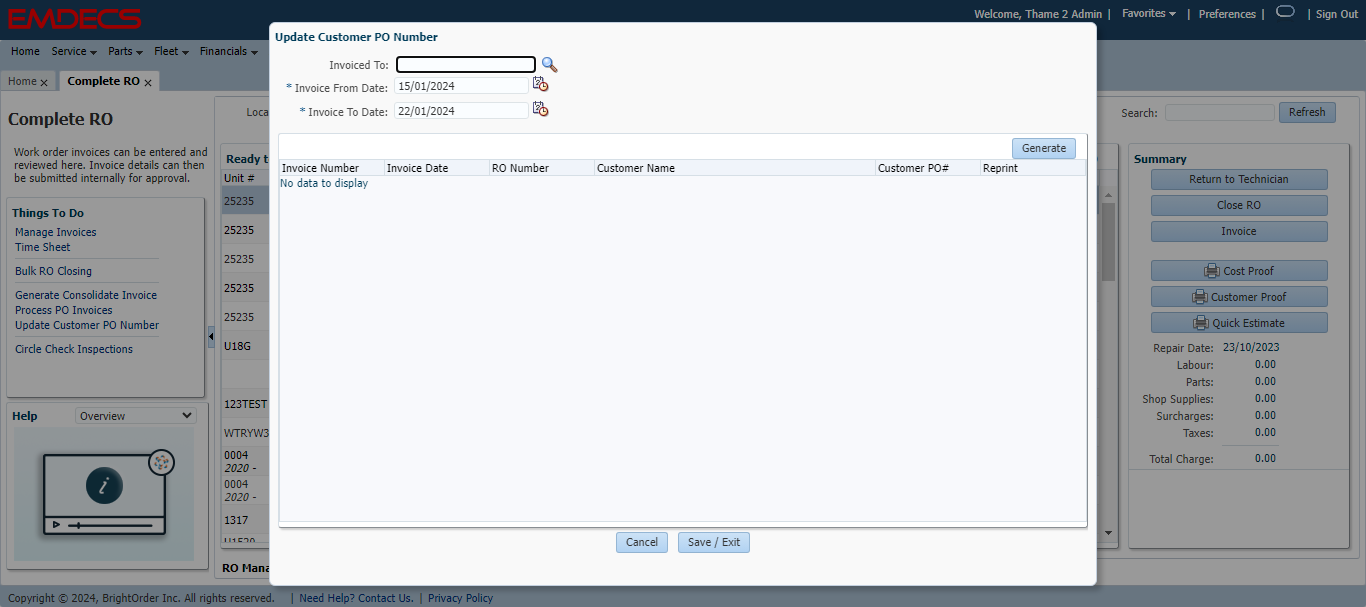 EMDECS
Welcome, Thame 2 Admin | Favorites | Preferences | | Sign Out
Home Service Parts Fleet Financials
Home x Complete RO x
Complete RO
Work order invoices can be entered and
reviewed here. Invoice details can then
be submitted internally for approval.
Things To Do
Manage Invoices
Time Sheet
Bulk RO Closing
Generate Consolidate Invoice
Process PO Invoices
Update Customer PO Number
Circle Check Inspections
Help Overview
i
Loca
Ready t
Unit #
25235
25235
25235
25235
25235
U18G
123TEST
WTRYW3
0004
2020 -
0004
2020 -
1317
U1520
RO Mana
Update Customer PO Number
Invoiced To:
* Invoice From Date: 15/01/2024
* Invoice To Date: 22/01/2024
Generate
Invoice Number Invoice Date RO Number Customer Name Customer PO# Reprint
No data to display
Cancel Save / Exit
Search: Refresh
Summary
Return to Technician
Close RO
Invoice
Cost Proof
Customer Proof
Quick Estimate
Repair Date: 23/10/2023
Labour: 0.00
Parts: 0.00
Shop Supplies: 0.00
Surcharges: 0.00
Taxes: 0.00
Total Charge: 0.00
Copyright © 2024, BrightOrder Inc. All rights reserved. | Need Help? Contact Us. | Privacy Policy